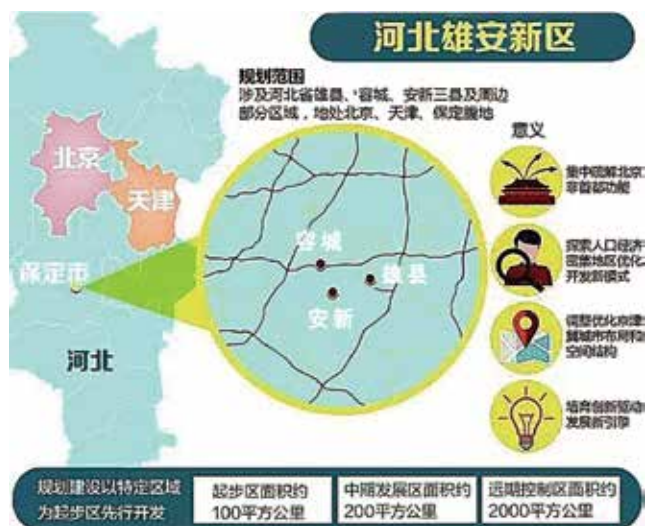 河北雄安新区
规划范围
涉及河北省雄县、容城、安新三县及周边
部分区域，地处北京、天津、保定腹地
意义
集中疏解北京
非首都功能
探索人口经济
密集地区优化
开发新模式
调整优化京津
冀城市布局和
空间结构
培育创新驱动
发展新引擎
北京
天津
保定市
河北
容城
雄县
安新
规划建设以特定区域
为起步区先行开发
起步区面积约
100平方公里
中期发展区面积约
200平方公里
远期控制区面积约
2000平方公里